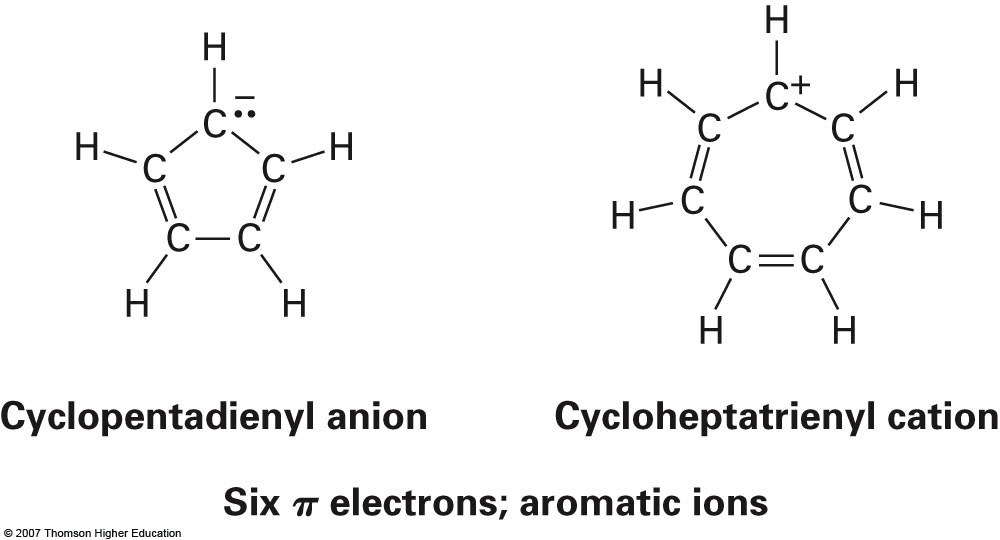 H
C
H
C
C
H
C
C
H
H
H
C+
H
C
C
H
H
C
C
H
C
C
H
H
Cyclopentadienyl anion
Cycloheptatrienyl cation
Six π electrons; aromatic ions
© 2007 Thomson Higher Education